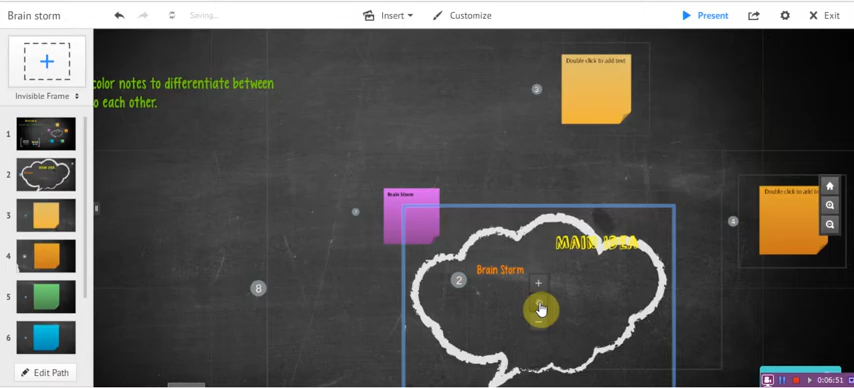 Brain storm
Saving...
Insert
Customize
Present
Exit
Invisible Frame
1
2
3
4
5
6
Edit Path
color notes to differentiate between
o each other.
3
Double click to add text
Brain Storm
4
Double click to add t
MAIN IDEA
2
Brain Storm
8
0:06:51